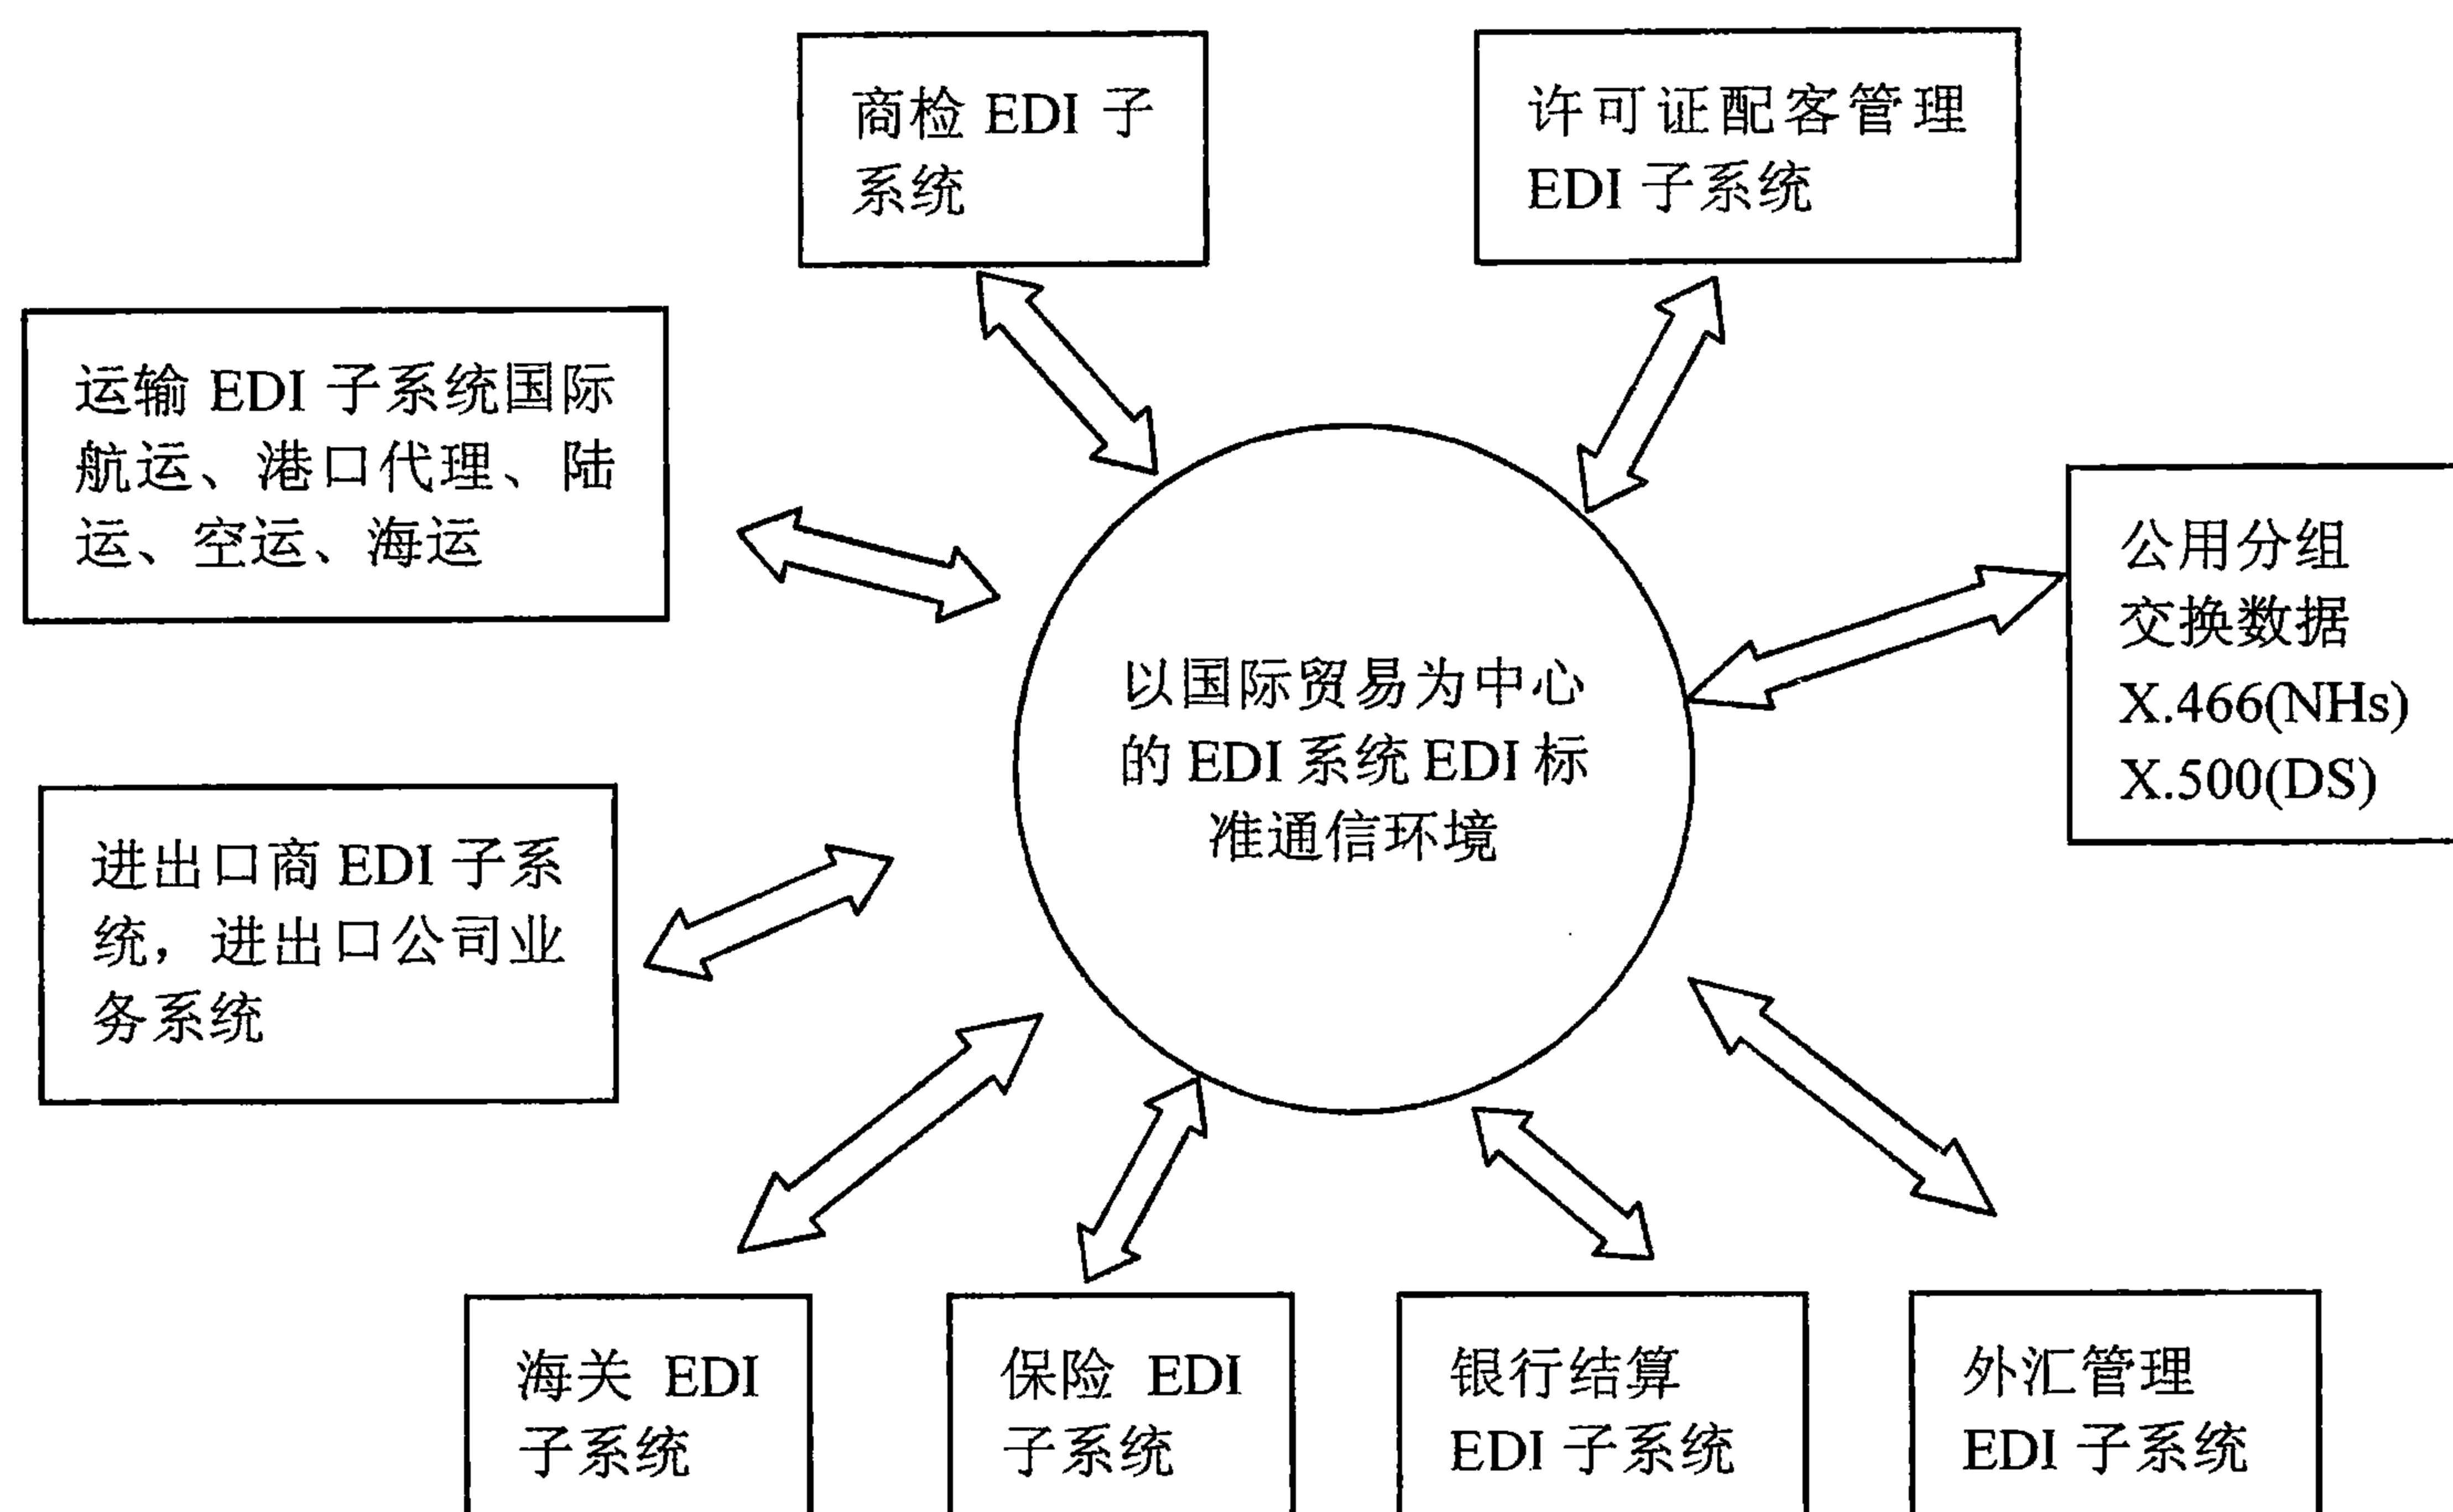 商检 EDI 子
系统
许可证配客管理
EDI 子系统
运输 EDI 子系统国际
航运、港口代理、陆
运、空运、海运
公用分组
交换数据
X.466(NHs)
X.500(DS)
以国际贸易为中心
的 EDI 系统 EDI 标
准通信环境
进出口商 EDI 子系
统，进出口公司业
务系统
海关 EDI
子系统
保险 EDI
子系统
银行结算
EDI 子系统
外汇管理
EDI 子系统